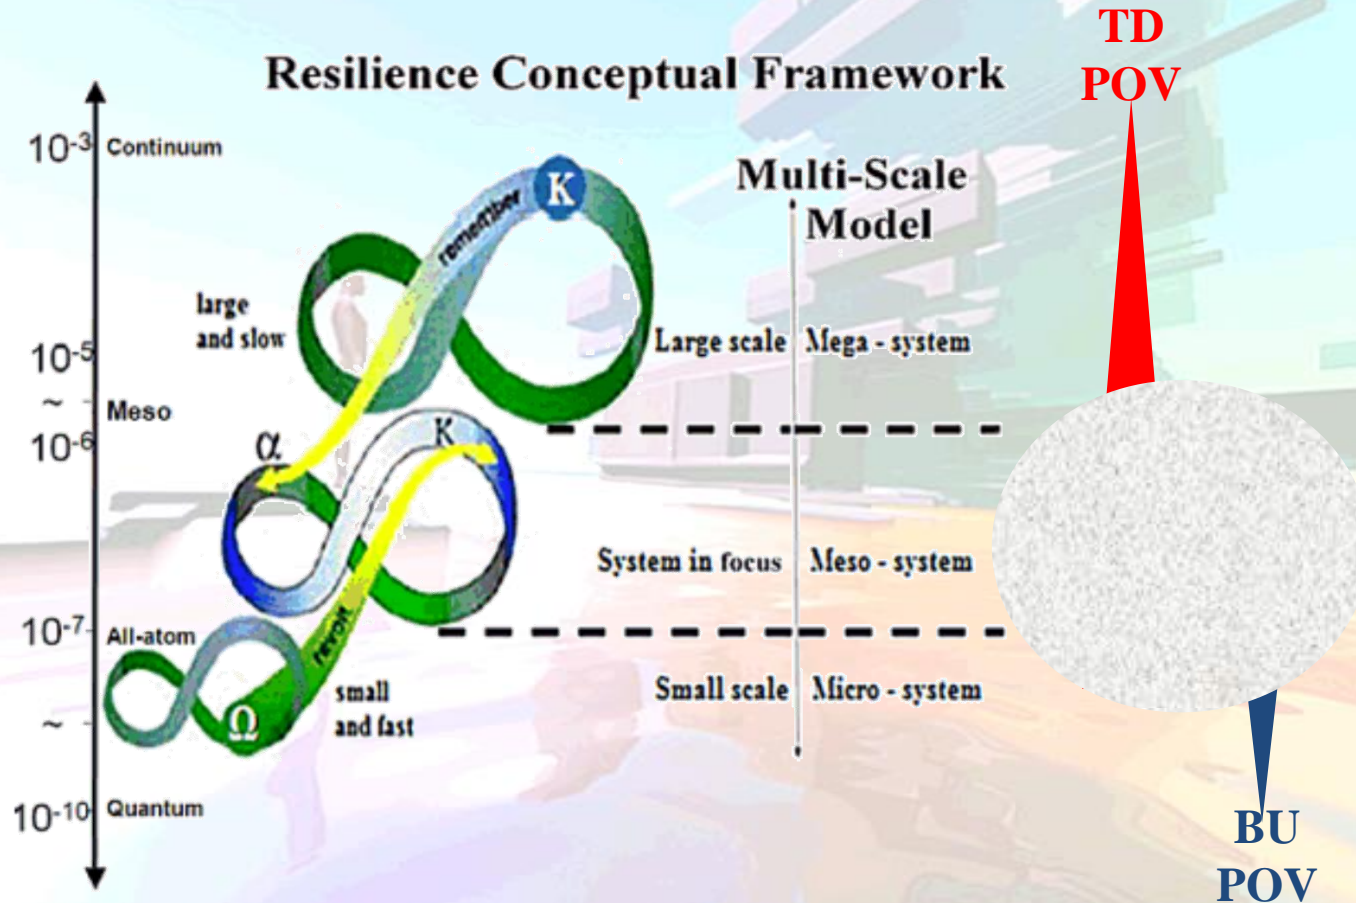 TD
POV
Resilience Conceptual Framework
10-3 Continuum
K
remember
Multi-Scale
Model
large
and slow
Large scale Mega - system
10-5
~
Meso
10-6
α
K
System in focus Meso - system
10-7
All-atom
revolt
small
and fast
Small scale Micro - system
Ω
~
10-10 Quantum
BU
POV